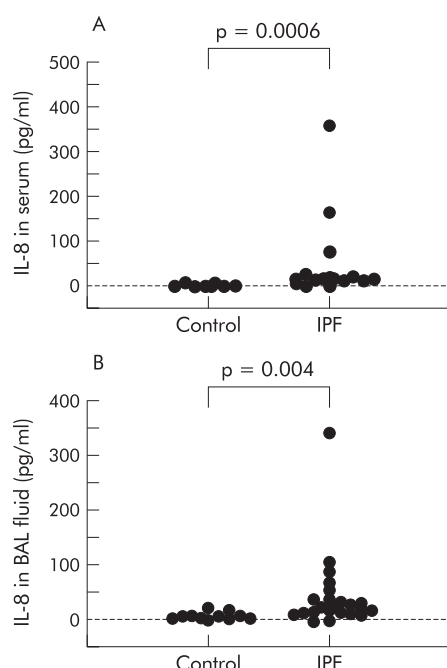 A
p = 0.0006
500
400
300
200
100
0
IL-8 in serum (pg/ml)
Control IPF
B
p = 0.004
400
300
200
100
0
IL-8 in BAL fluid (pg/ml)
Control IPF